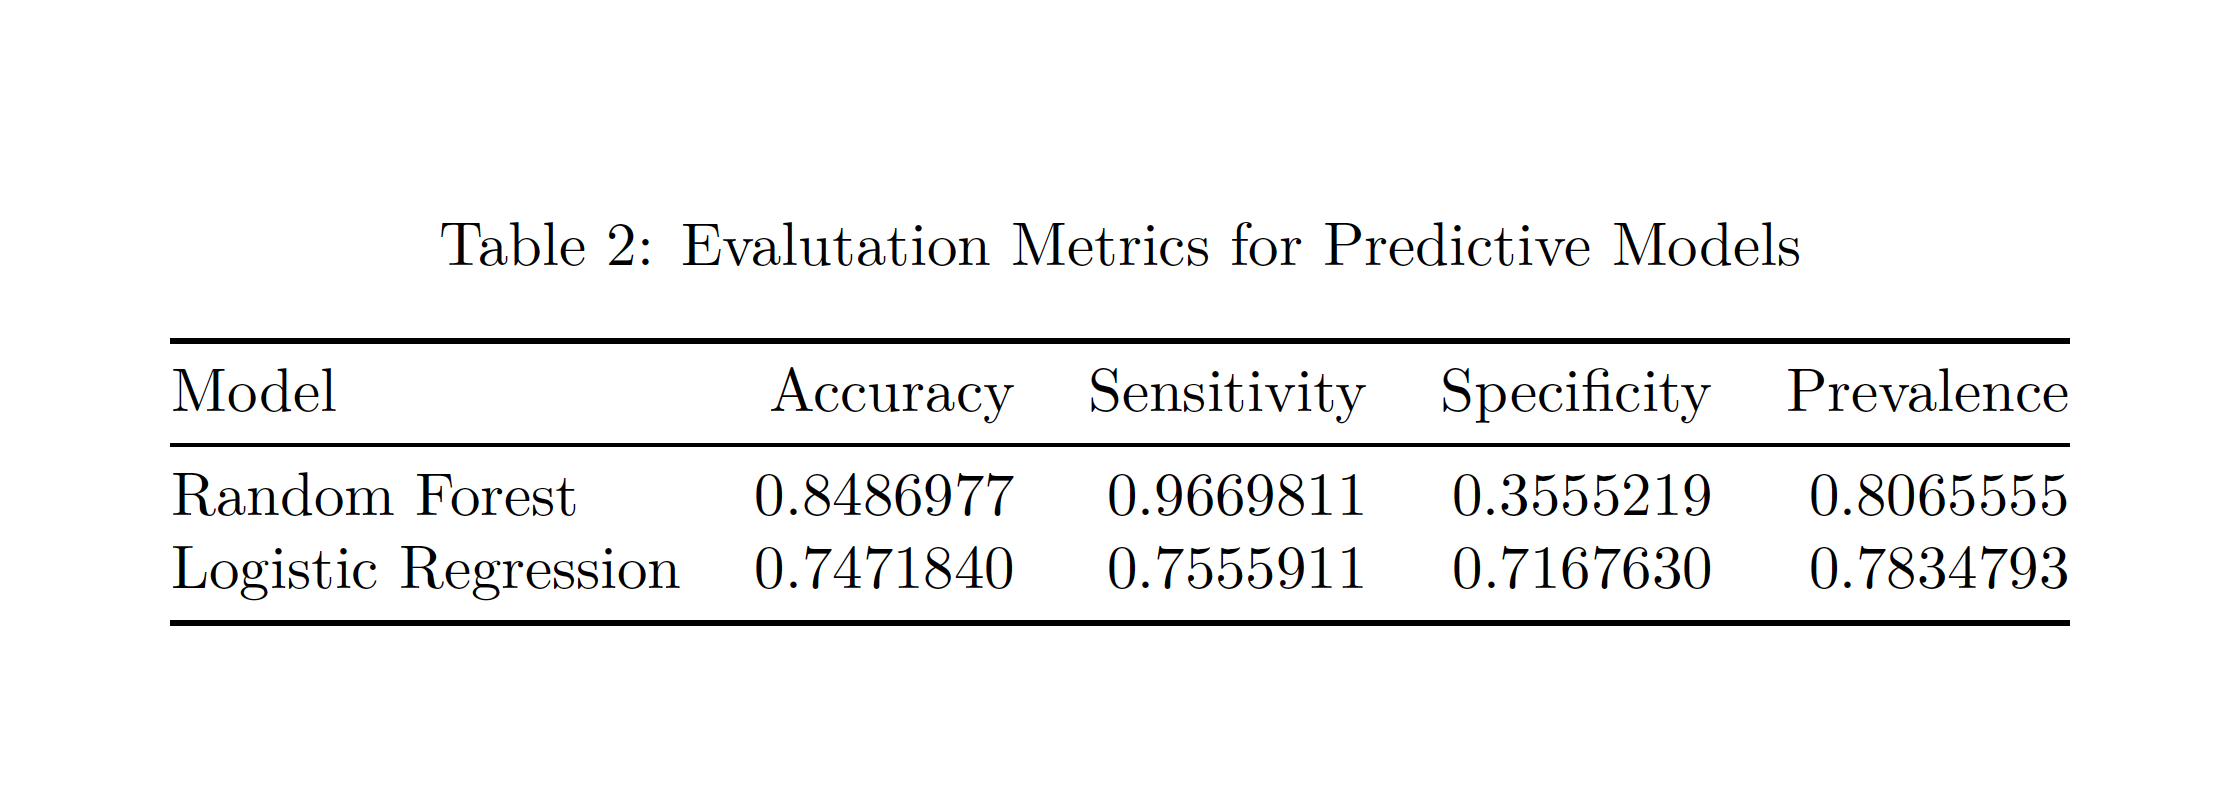 Table 2: Evalutation Metrics for Predictive Models
Model Accuracy Sensitivity Specificity Prevalence
Random Forest 0.8486977 0.9669811 0.3555219 0.8065555
Logistic Regression 0.7471840 0.7555911 0.7167630 0.7834793